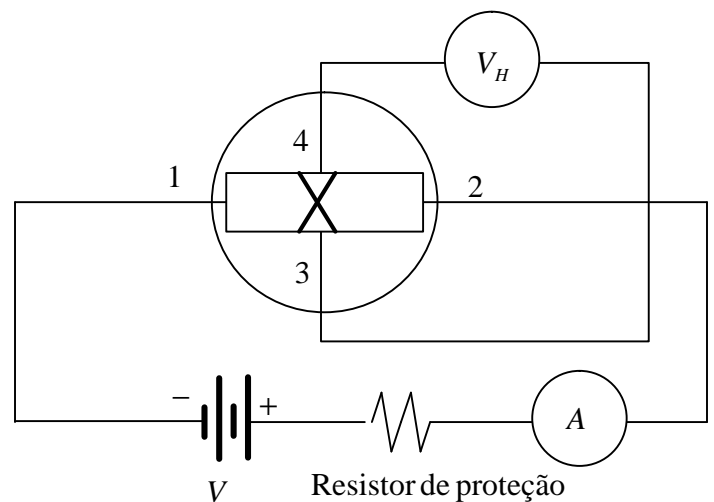 V_H
4
1
2
3
− +
A
V
Resistor de proteção